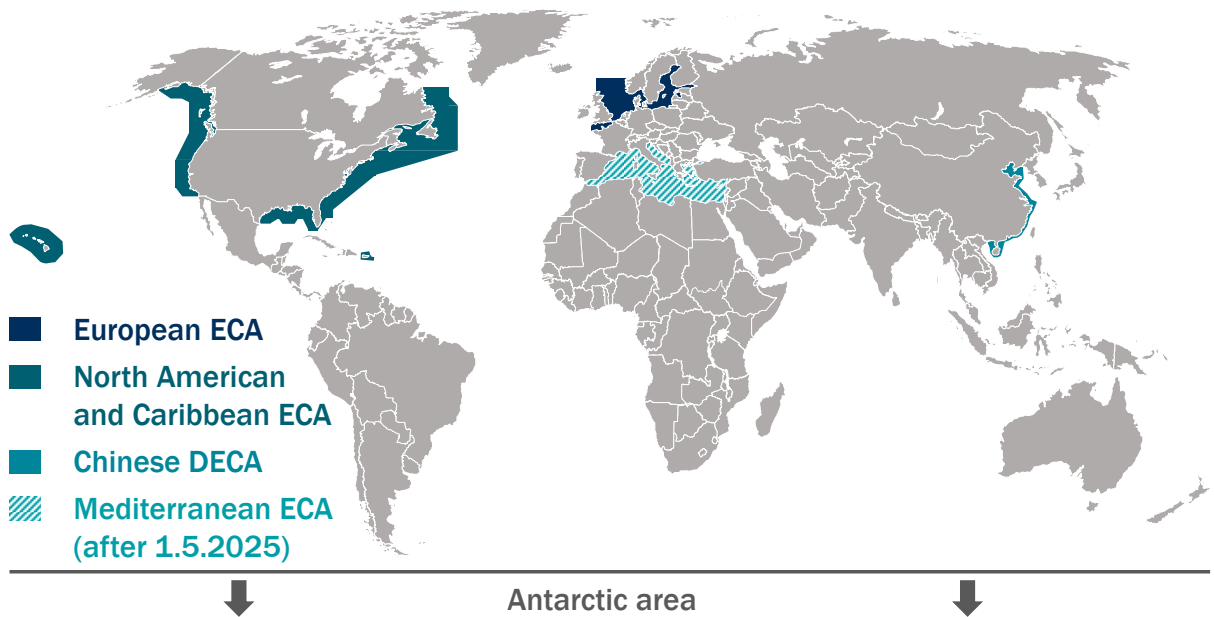 European ECA
North American
and Caribbean ECA
Chinese DECA
Mediterranean ECA
(after 1.5.2025)
Antarctic area